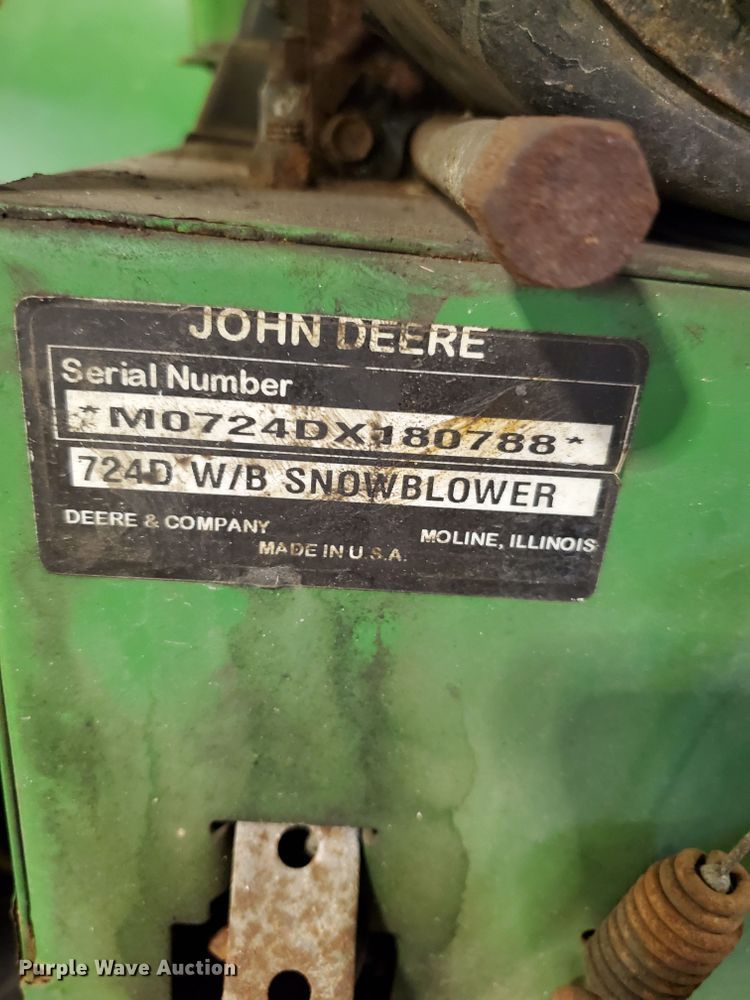 JOHN DEERE
Serial Number
*M0724DX180788*
724D W/B SNOWBLOWER
DEERE & COMPANY MOLINE, ILLINOIS
MADE IN U.S.A.
Purple Wave Auction